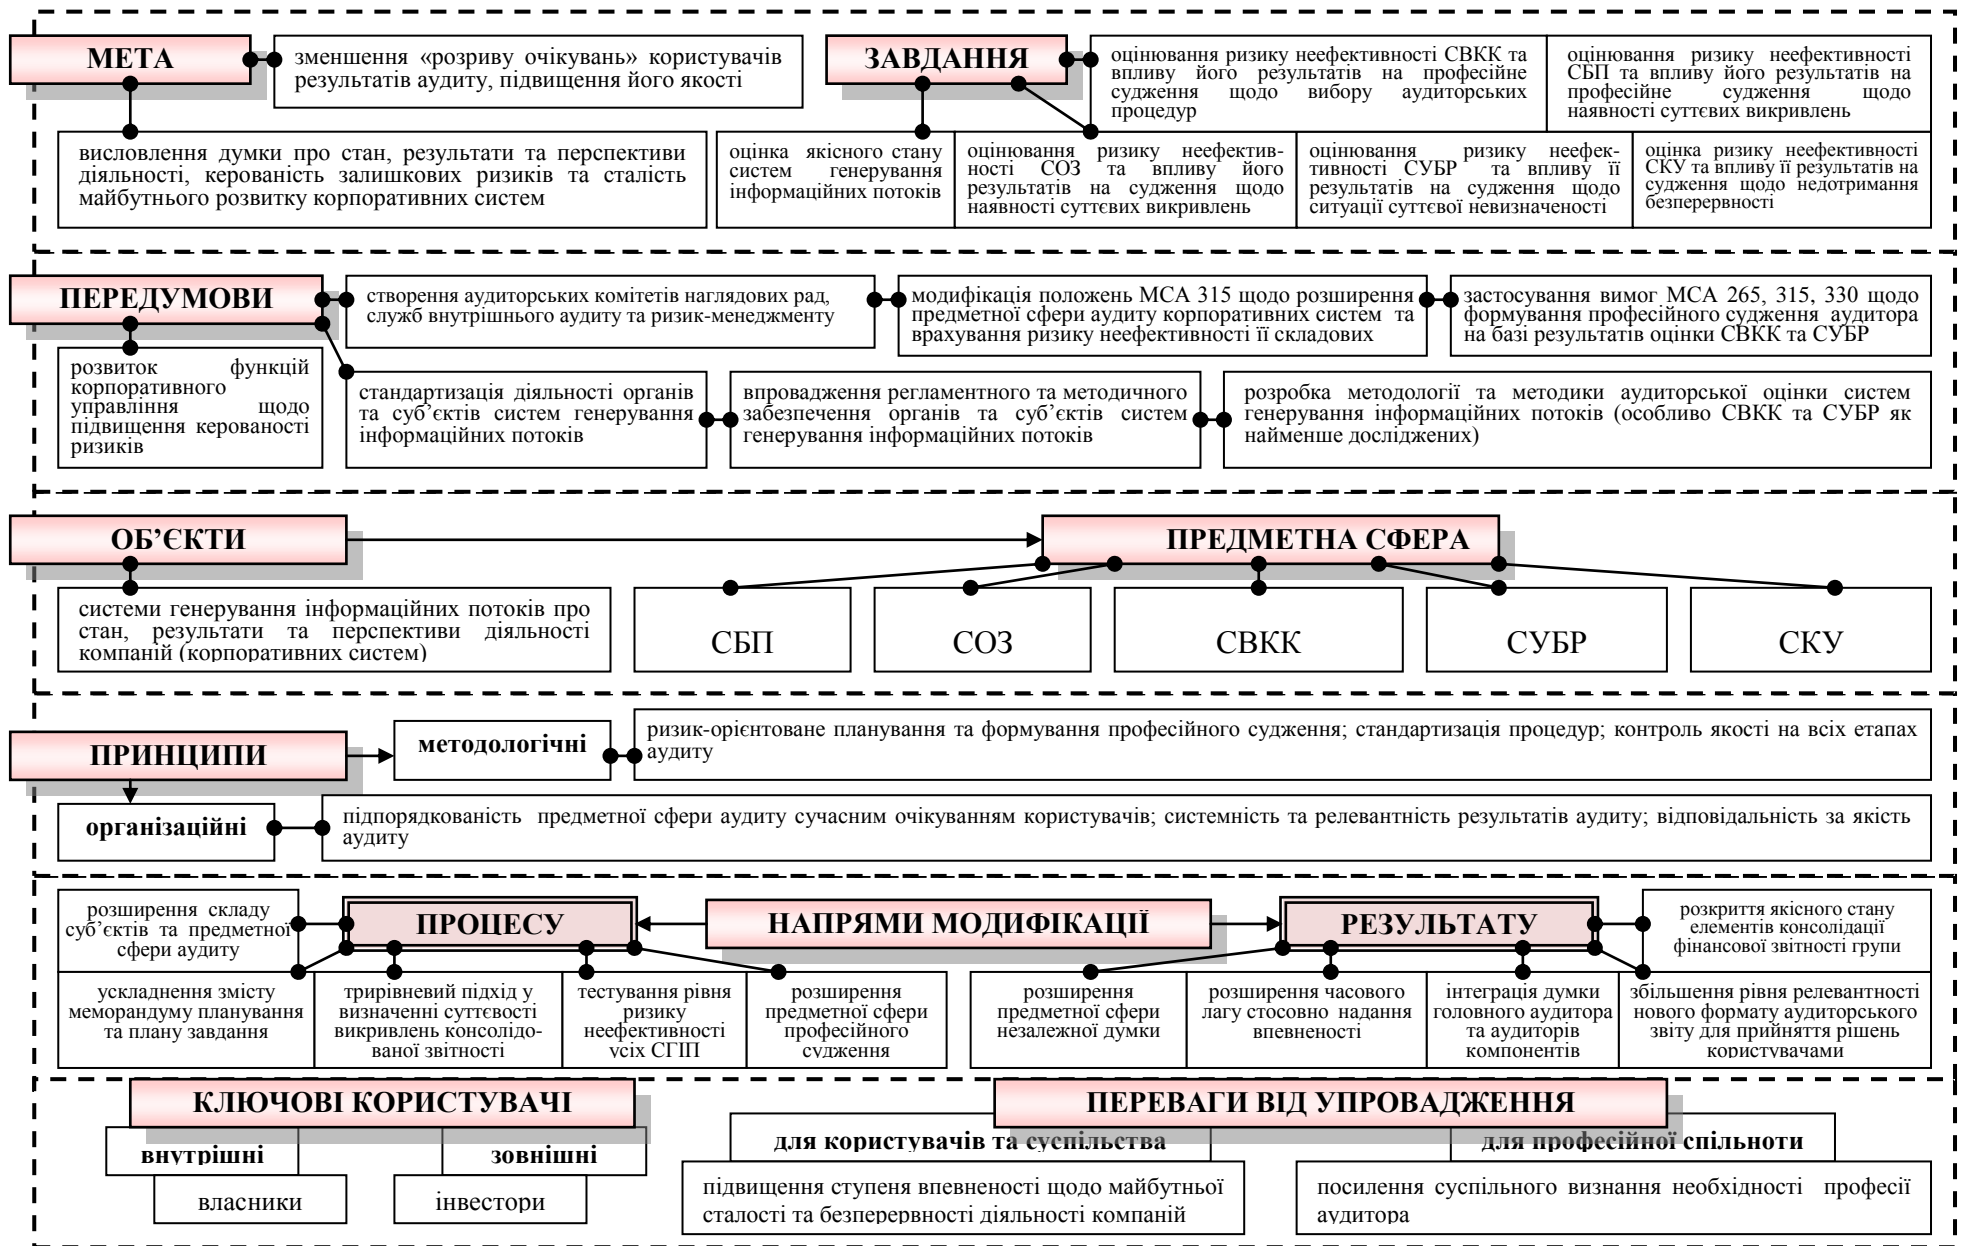 МЕТА
зменшення «розриву очікувань» користувачів
результатів аудиту, підвищення його якості
висловлення думки про стан, результати та перспективи
діяльності, керованість залишкових ризиків та сталість
майбутнього розвитку корпоративних систем
ЗАВДАННЯ
оцінювання ризику неефективності СВКК та
впливу його результатів на професійне
судження щодо вибору аудиторських
процедур
оцінювання ризику неефективності
СБП та впливу його результатів на
професійне судження щодо
наявності суттєвих викривлень
оцінка якісного стану
систем генерування
інформаційних потоків
оцінювання ризику неефектив-
ності СОЗ та впливу його
результатів на судження щодо
наявності суттєвих викривлень
оцінювання ризику неефек-
тивності СУБР та впливу її
результатів на судження щодо
ситуації суттєвої невизначеності
оцінка ризику неефективності
СКУ та впливу її результатів на
судження щодо недотримання
безперервності
ПЕРЕДУМОВИ
створення аудиторських комітетів наглядових рад,
служб внутрішнього аудиту та ризик-менеджменту
модифікація положень МСА 315 щодо розширення
предметної сфери аудиту корпоративних систем та
врахування ризику неефективності її складових
застосування вимог МСА 265, 315, 330 щодо
формування професійного судження аудитора
на базі результатів оцінки СВКК та СУБР
розвиток функцій
корпоративного
управління щодо
підвищення керованості
ризиків
стандартизація діяльності органів
та суб’єктів систем генерування
інформаційних потоків
впровадження регламентного та методичного
забезпечення органів та суб’єктів систем
генерування інформаційних потоків
розробка методології та методики аудиторської оцінки систем
генерування інформаційних потоків (особливо СВКК та СУБР як
найменше досліджених)
ОБ’ЄКТИ
ПРЕДМЕТНА СФЕРА
системи генерування інформаційних потоків про
стан, результати та перспективи діяльності
компаній (корпоративних систем)
СБП
СОЗ
СВКК
СУБР
СКУ
ПРИНЦИПИ
методологічні
ризик-орієнтоване планування та формування професійного судження; стандартизація процедур; контроль якості на всіх етапах
аудиту
організаційні
підпорядкованість предметної сфери аудиту сучасним очікуванням користувачів; системність та релевантність результатів аудиту; відповідальність за якість
аудиту
розширення складу
суб’єктів та предметної
сфери аудиту
ПРОЦЕСУ
НАПРЯМИ МОДИФІКАЦІЇ
РЕЗУЛЬТАТУ
розкриття якісного стану
елементів консолідації
фінансової звітності групи
ускладнення змісту
меморандуму планування
та плану завдання
трирівневий підхід у
визначенні суттєвості
викривлень консолідо-
ваної звітності
тестування рівня
ризику
неефективності
усіх СГІП
розширення
предметної сфери
професійного
судження
розширення
предметної сфери
незалежної думки
розширення часового
лагу стосовно надання
впевненості
інтеграція думки
головного аудитора
та аудиторів
компонентів
збільшення рівня релевантності
нового формату аудиторського
звіту для прийняття рішень
користувачами
КЛЮЧОВІ КОРИСТУВАЧІ
ПЕРЕВАГИ ВІД УПРОВАДЖЕННЯ
внутрішні
зовнішні
для користувачів та суспільства
для професійної спільноти
власники
інвестори
підвищення ступеня впевненості щодо майбутньої
сталості та безперервності діяльності компаній
посилення суспільного визнання необхідності професії
аудитора